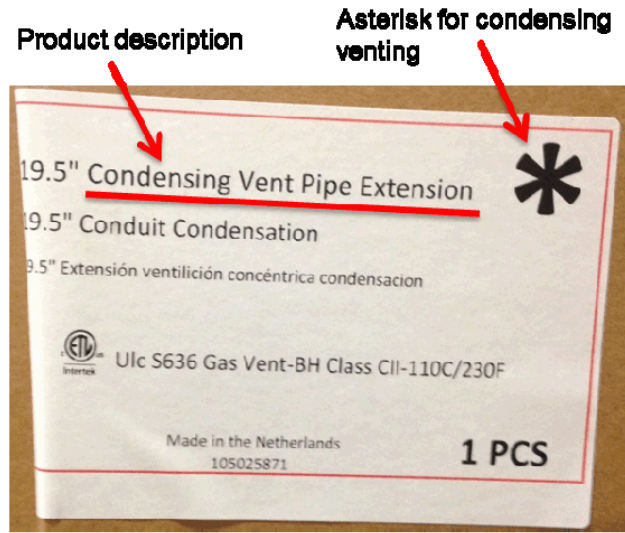 Product description
Asterisk for condensing
venting
19.5" Condensing Vent Pipe Extension
19.5" Conduit Condensation
9.5" Extensión ventilición concéntrica condensacion
ETL
Intertek
Ulc S636 Gas Vent-BH Class CII-110C/230F
Made in the Netherlands
105025871
1 PCS